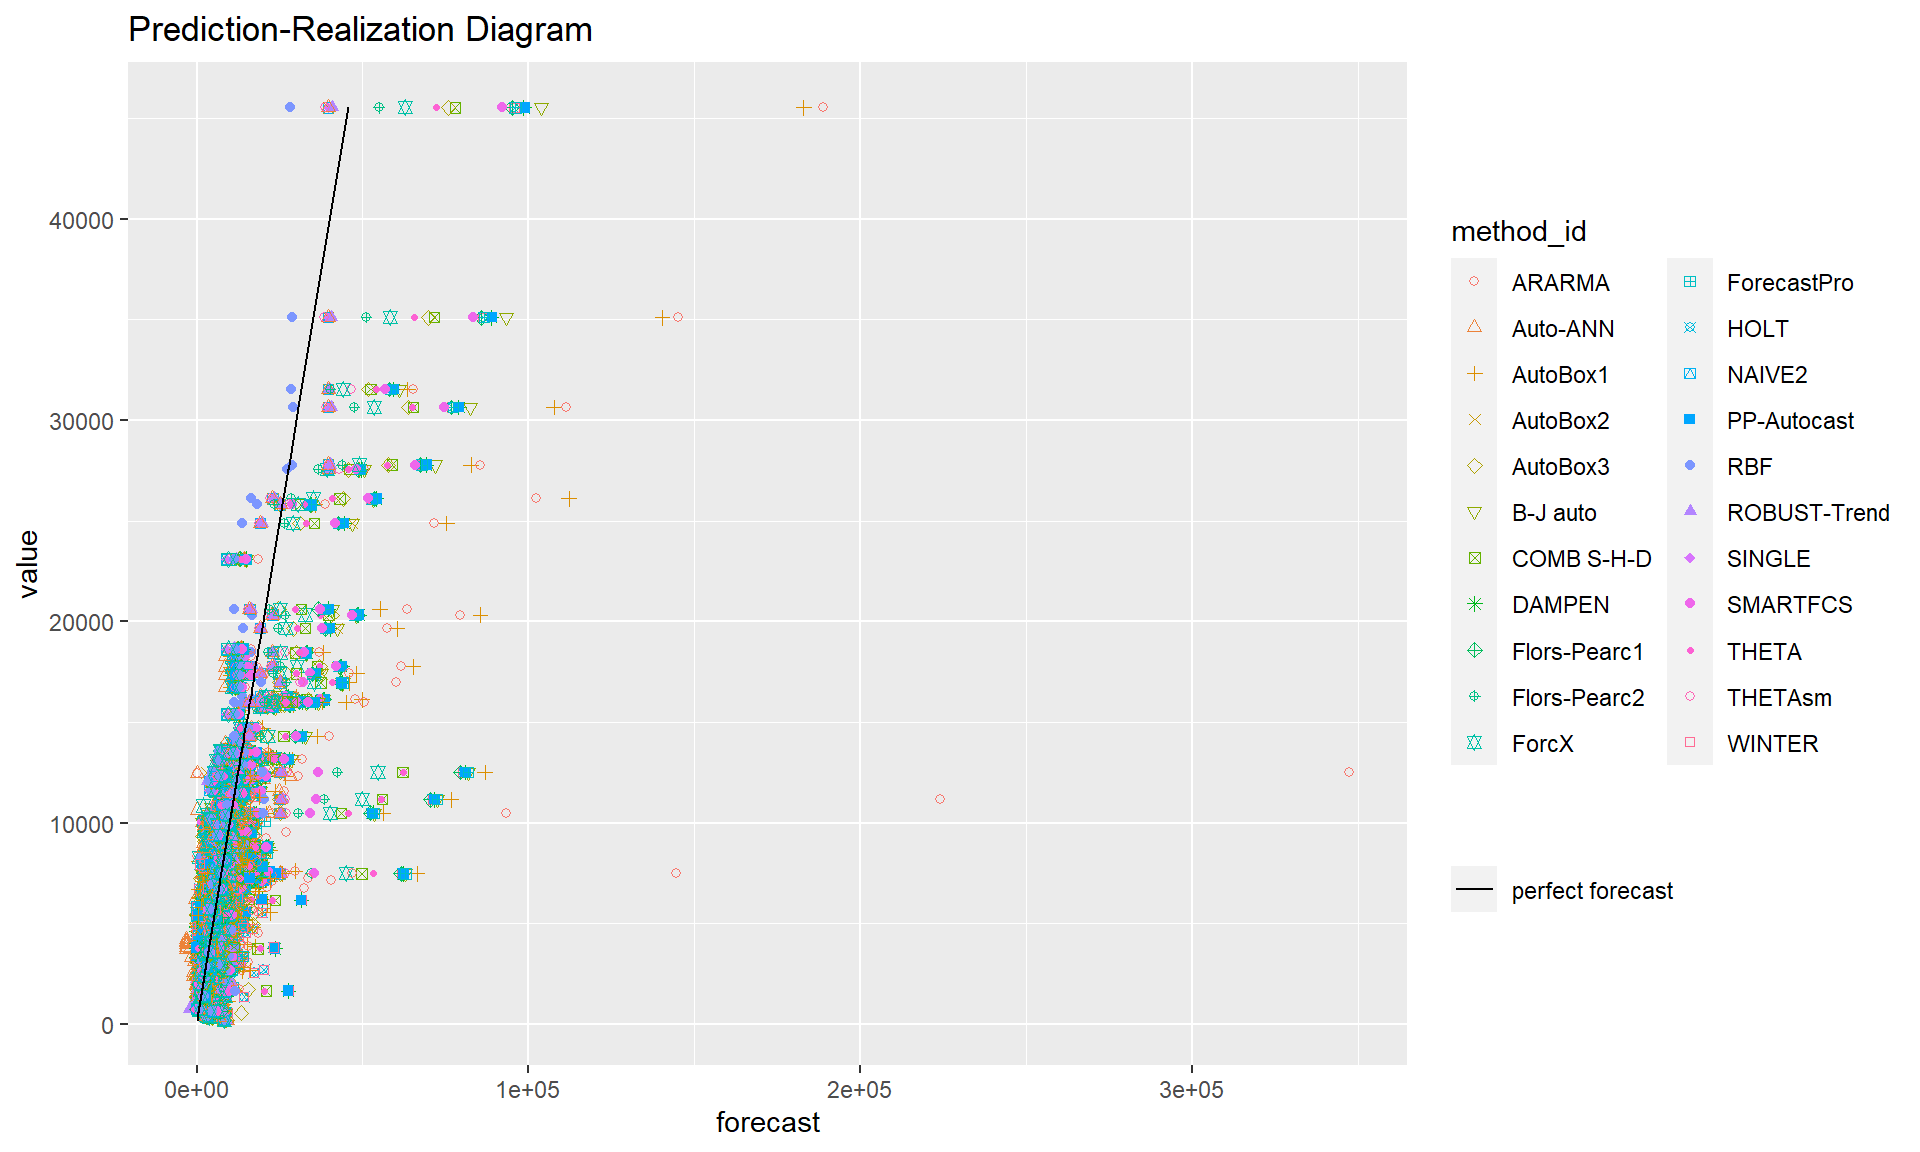 Prediction-Realization Diagram
value
40000
30000
20000
10000
0
0e+00
1e+05
2e+05
3e+05
forecast
method_id
ARARMA
Auto-ANN
AutoBox1
AutoBox2
AutoBox3
B-J auto
COMB S-H-D
DAMPEN
Flors-Pearc1
Flors-Pearc2
ForcX
ForecastPro
HOLT
NAIVE2
PP-Autocast
RBF
ROBUST-Trend
SINGLE
SMARTFCS
THETA
THETAsm
WINTER
perfect forecast